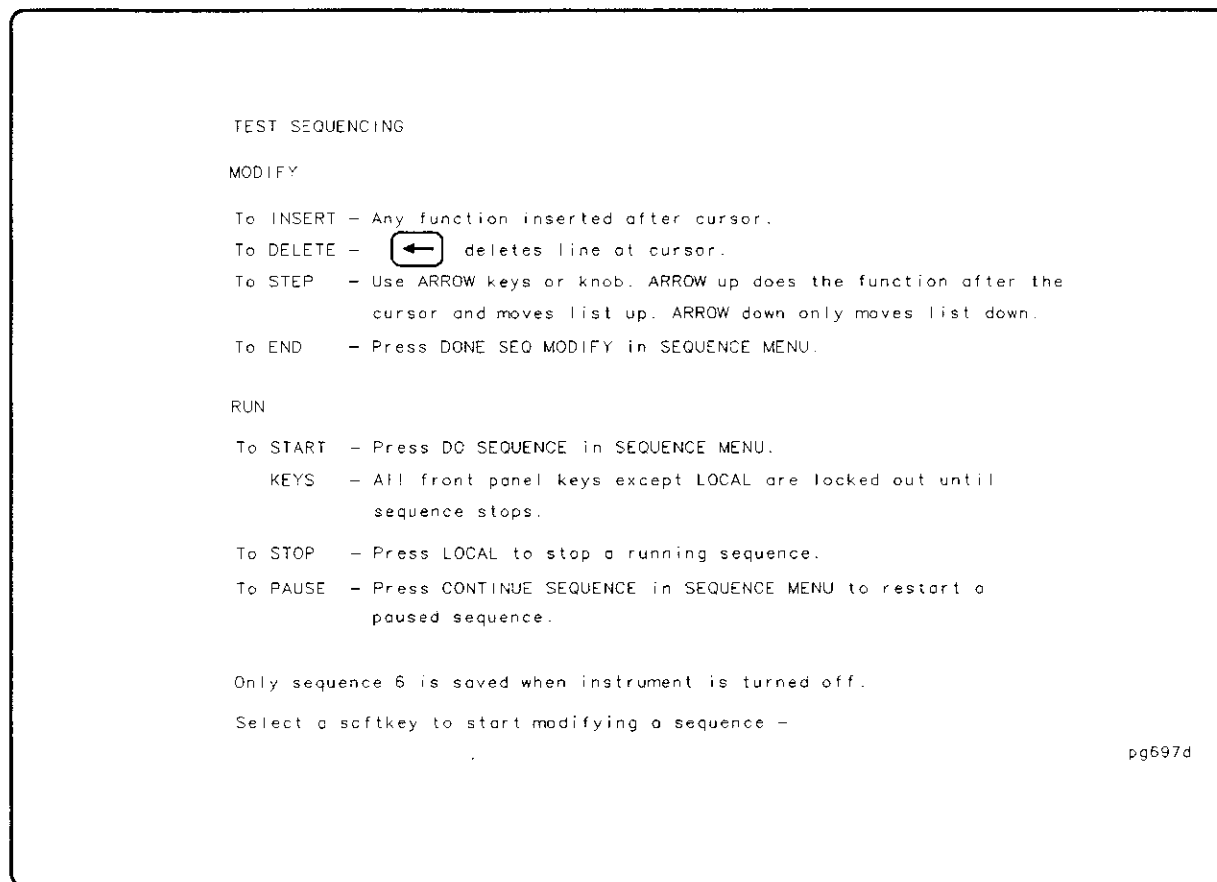 TEST SEQUENCING
MODIFY
To INSERT – Any function inserted after cursor.
To DELETE – ← deletes line at cursor.
To STEP – Use ARROW keys or knob. ARROW up does the function after the
cursor and moves list up. ARROW down only moves list down.
To END – Press DONE SEQ MODIFY in SEQUENCE MENU.
RUN
To START – Press DO SEQUENCE in SEQUENCE MENU.
KEYS – All front panel keys except LOCAL are locked out until
sequence stops.
To STOP – Press LOCAL to stop a running sequence.
To PAUSE – Press CONTINUE SEQUENCE in SEQUENCE MENU to restart a
paused sequence.
Only sequence 6 is saved when instrument is turned off.
Select a softkey to start modifying a sequence –
pg697d